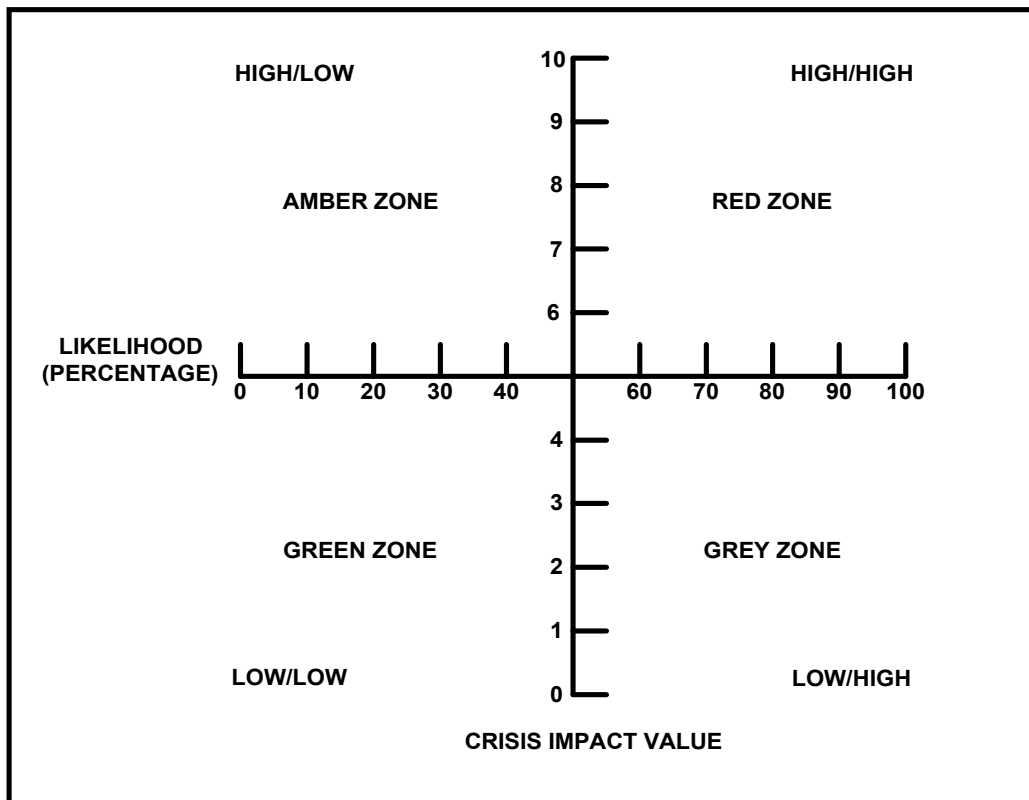 10
HIGH/LOW
HIGH/HIGH
9
8
AMBER ZONE
RED ZONE
7
6
LIKELIHOOD
(PERCENTAGE)
0 10 20 30 40 60 70 80 90 100
4
3
GREEN ZONE
GREY ZONE
2
1
LOW/LOW
LOW/HIGH
0
CRISIS IMPACT VALUE